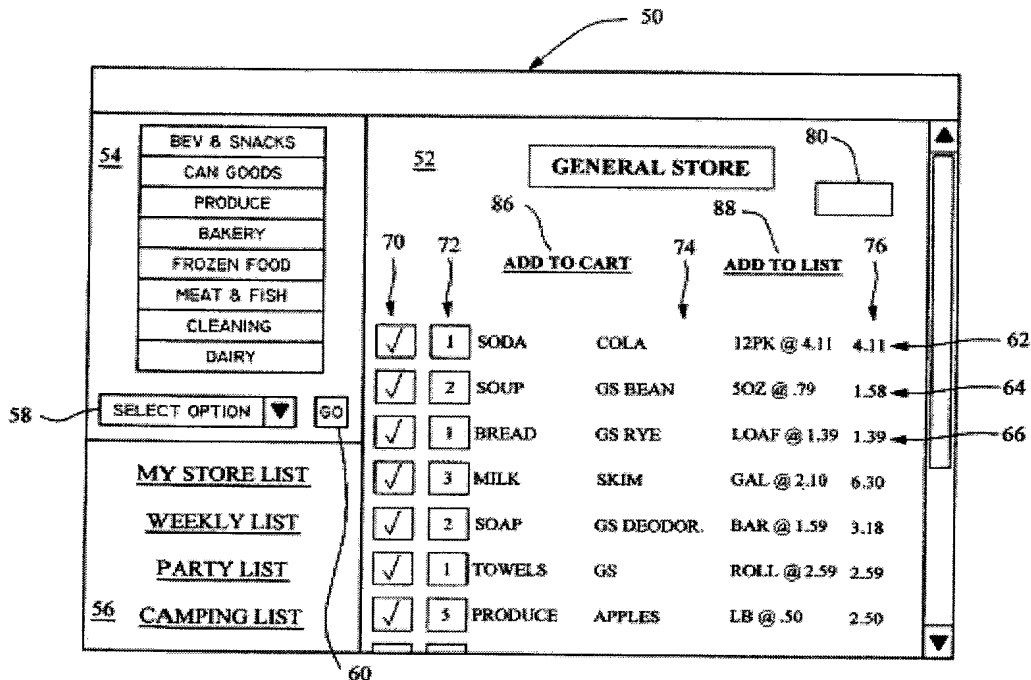 50
54
BEV & SNACKS
CAN GOODS
PRODUCE
BAKERY
FROZEN FOOD
MEAT & FISH
CLEANING
DAIRY
58
SELECT OPTION
GO
MY STORE LIST
WEEKLY LIST
PARTY LIST
56
CAMPING LIST
60
52
GENERAL STORE
80
86
88
70
72
ADD TO CART
74
ADD TO LIST
76
1 SODA COLA 12PK @ 4.11 4.11 62
2 SOUP GS BEAN 5OZ @ .79 1.58 64
1 BREAD GS RYE LOAF @ 1.39 1.39 66
3 MILK SKIM GAL @ 2.10 6.30
2 SOAP GS DEODOR. BAR @ 1.59 3.18
1 TOWELS GS ROLL @ 2.59 2.59
5 PRODUCE APPLES LB @ .50 2.50